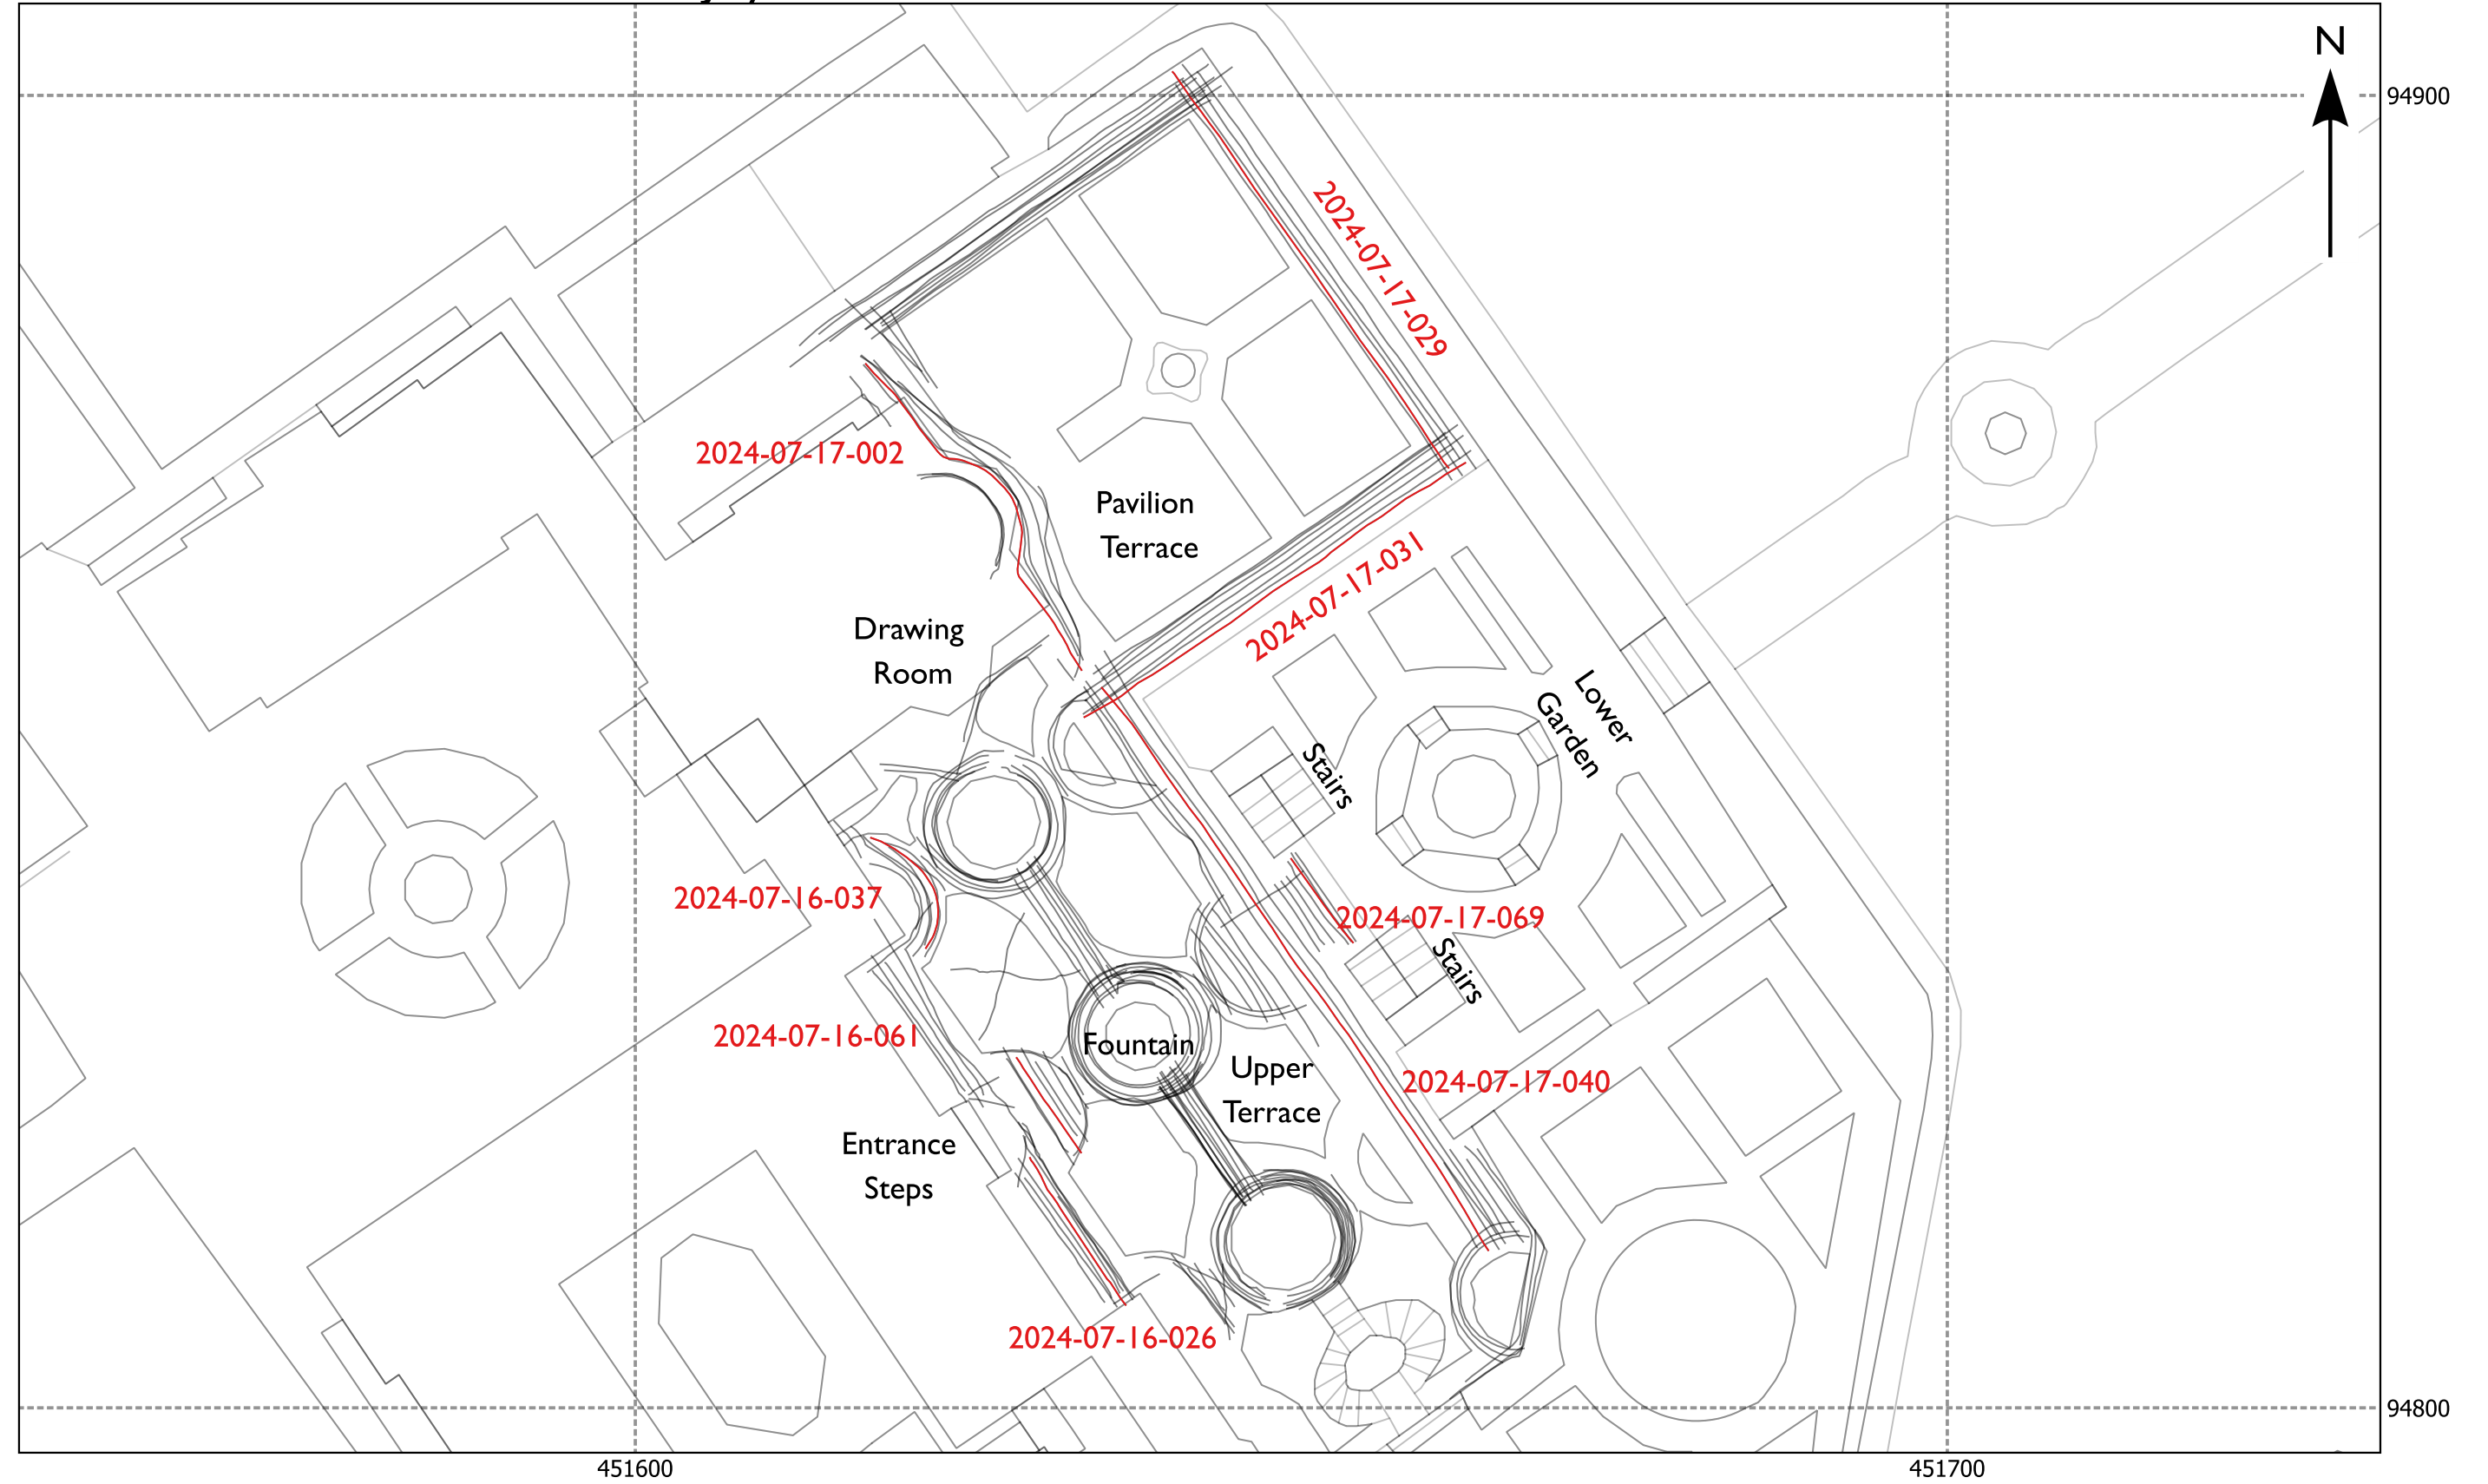 N
94900
2024-07-17-029
2024-07-17-002
Pavilion
Terrace
2024-07-17-031
Drawing
Room
Lower
Garden
Stairs
2024-07-16-037
2024-07-17-069
Stairs
2024-07-16-061
Fountain
Upper
Terrace
2024-07-17-040
Entrance
Steps
2024-07-16-026
94800
451600
451700